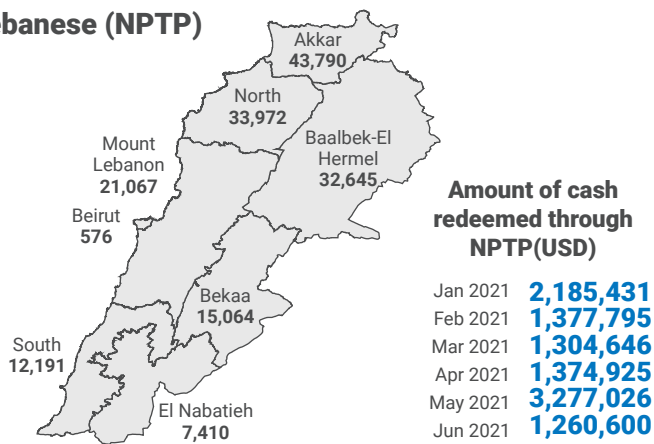 ebanese (NPTP)
Akkar
43,790
North
33,972
Baalbek-El
Hermel
32,645
Mount
Lebanon
21,067
Beirut
576
Bekaa
15,064
South
12,191
El Nabatieh
7,410
Amount of cash
redeemed through
NPTP(USD)
Jan 2021 2,185,431
Feb 2021 1,377,795
Mar 2021 1,304,646
Apr 2021 1,374,925
May 2021 3,277,026
Jun 2021 1,260,600